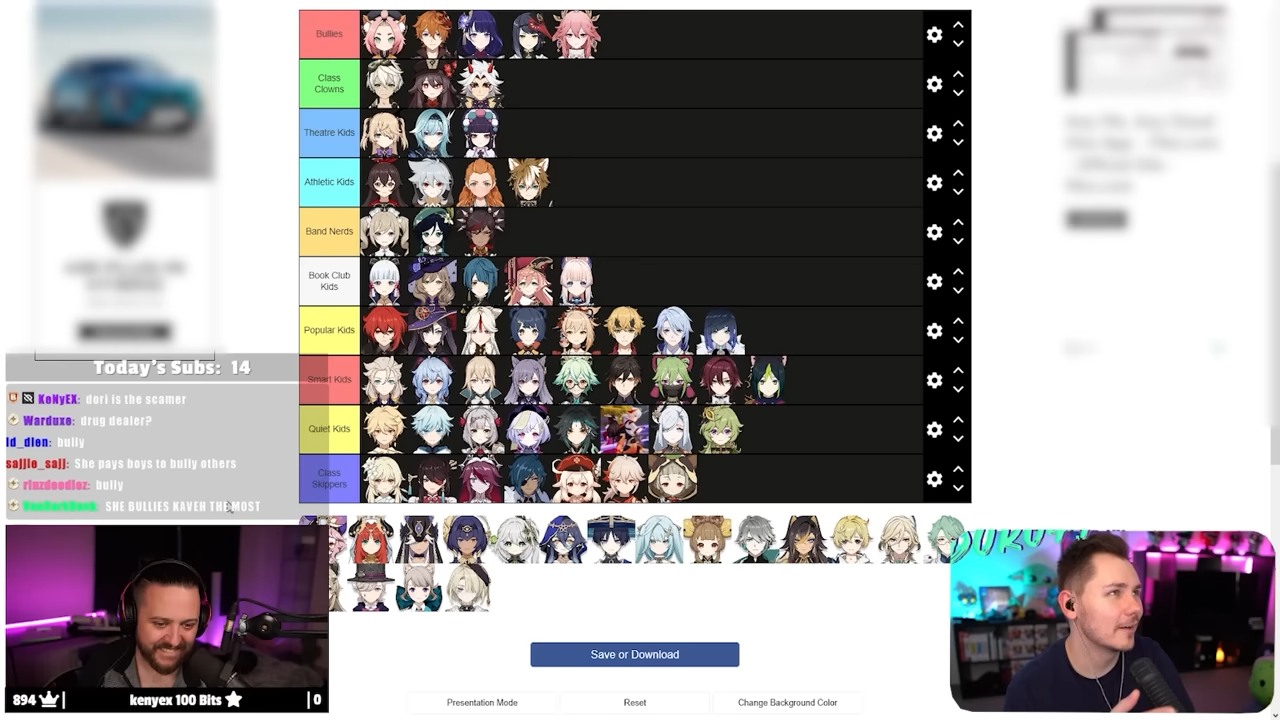 Bullies
Class
Clowns
Theatre Kids
Athletic Kids
Band Nerds
Book Club
Kids
Popular Kids
Smart Kids
Quiet Kids
Class
Skippers
Today's Subs: 14
KeNyEX: dori is the scamer
Warduxe: drug dealer?
ld_dlen: bully
sajjie_sajj: She pays boys to bully others
bully
SHE BULLIES KAVEH THE MOST
894
kenyex 100 Bits
0
Save or Download
Presentation Mode
Reset
Change Background Color